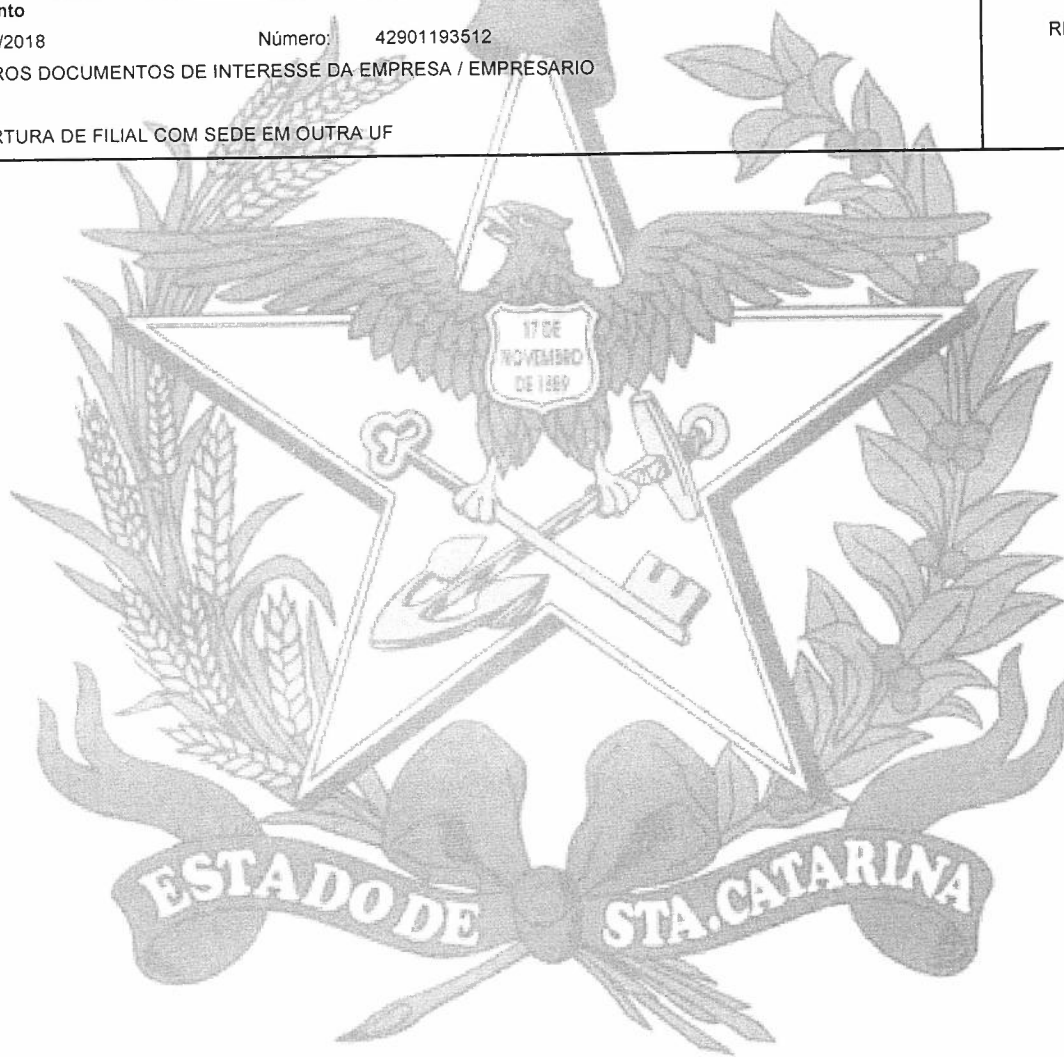 nto
/2018 Número: 42901193512
ROS DOCUMENTOS DE INTERESSE DA EMPRESA / EMPRESARIO
RTURA DE FILIAL COM SEDE EM OUTRA UF
17 DE
NOVEMBRO
DE 1889
ESTADO DE STA.CATARINA